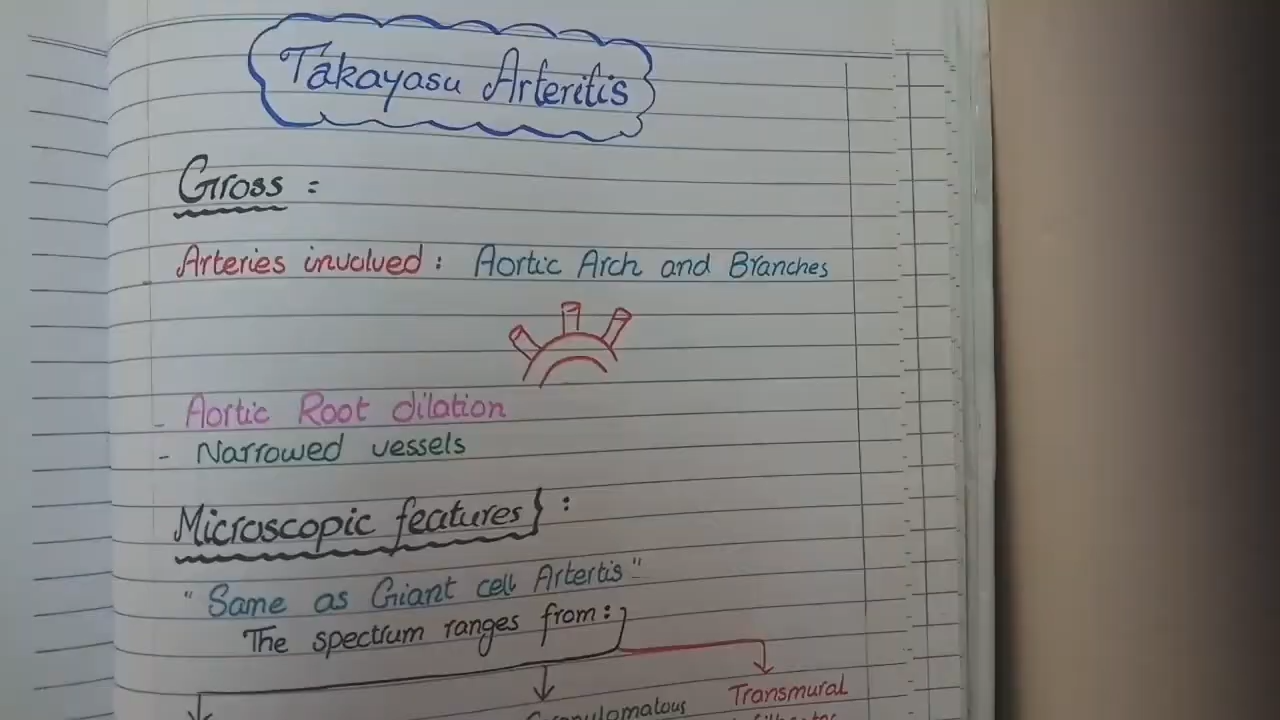 Takayasu Arteritis
Gross :
Arteries involved : Aortic Arch and Branches
- Aortic Root dilation
- Narrowed vessels
Microscopic features} :
"Same as Giant cell Artertis"
The spectrum ranges from :}
Transmural